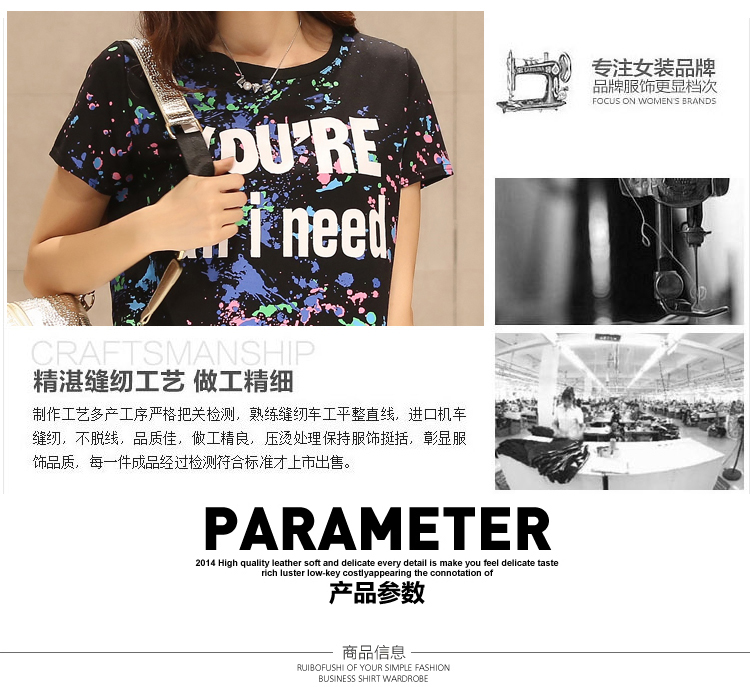 YOU'RE
all i need
专注女装品牌
品牌服饰更显档次
FOCUS ON WOMEN'S BRANDS
CRAFTSMANSHIP
精湛缝纫工艺 做工精细
制作工艺多产工序严格把关检测，熟练缝纫车工平整直线，进口机车
缝纫，不脱线，品质佳，做工精良，压烫处理保持服饰挺括，彰显服
饰品质，每一件成品经过检测符合标准才上市出售。
PARAMETER
2014 High quality leather soft and delicate every detail is make you feel delicate taste
rich luster low-key costlyappearing the connotation of
产品参数
商品信息
RUIBOFUSHI OF YOUR SIMPLE FASHION
BUSINESS SHIRT WARDROBE